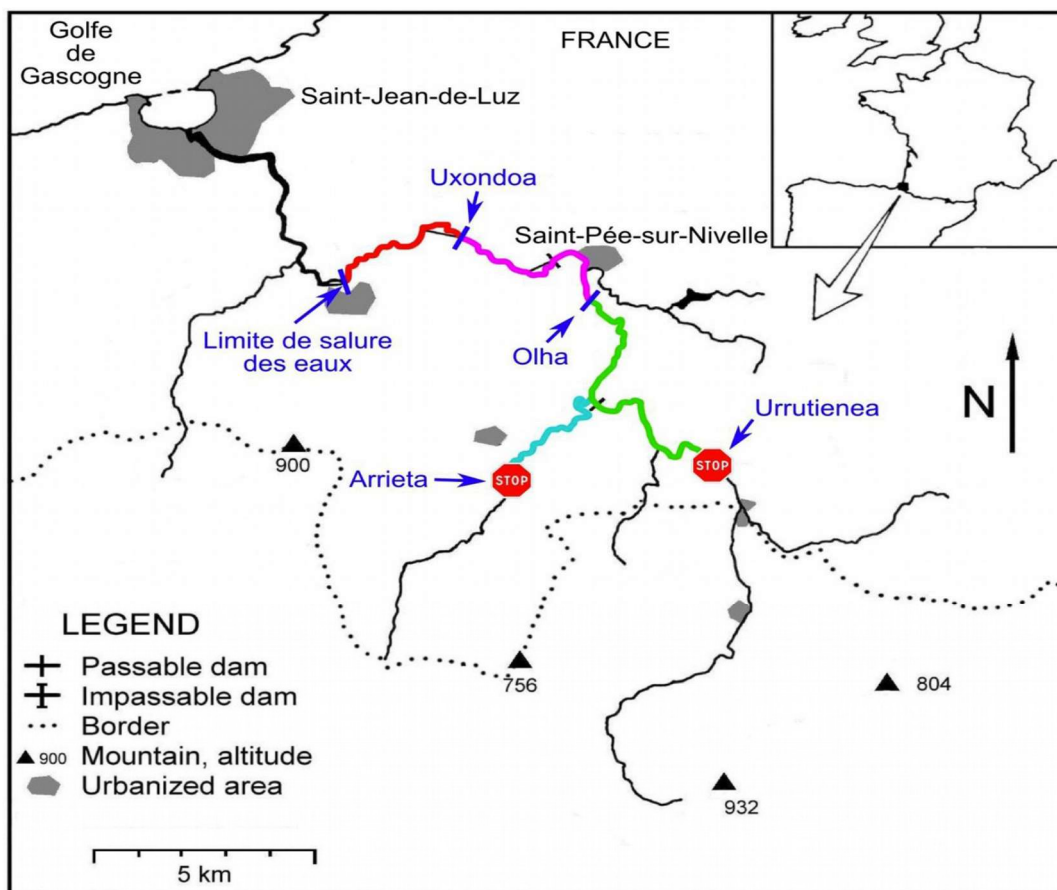 Golfe
de
Gascogne
FRANCE
Saint-Jean-de-Luz
Uxondoa
Saint-Pée-sur-Nivelle
Limite de salure
des eaux
Olha
N
Urrutienea
STOP
900
Arrieta
STOP
LEGEND
Passable dam
Impassable dam
Border
900 Mountain, altitude
Urbanized area
756
804
932
5 km